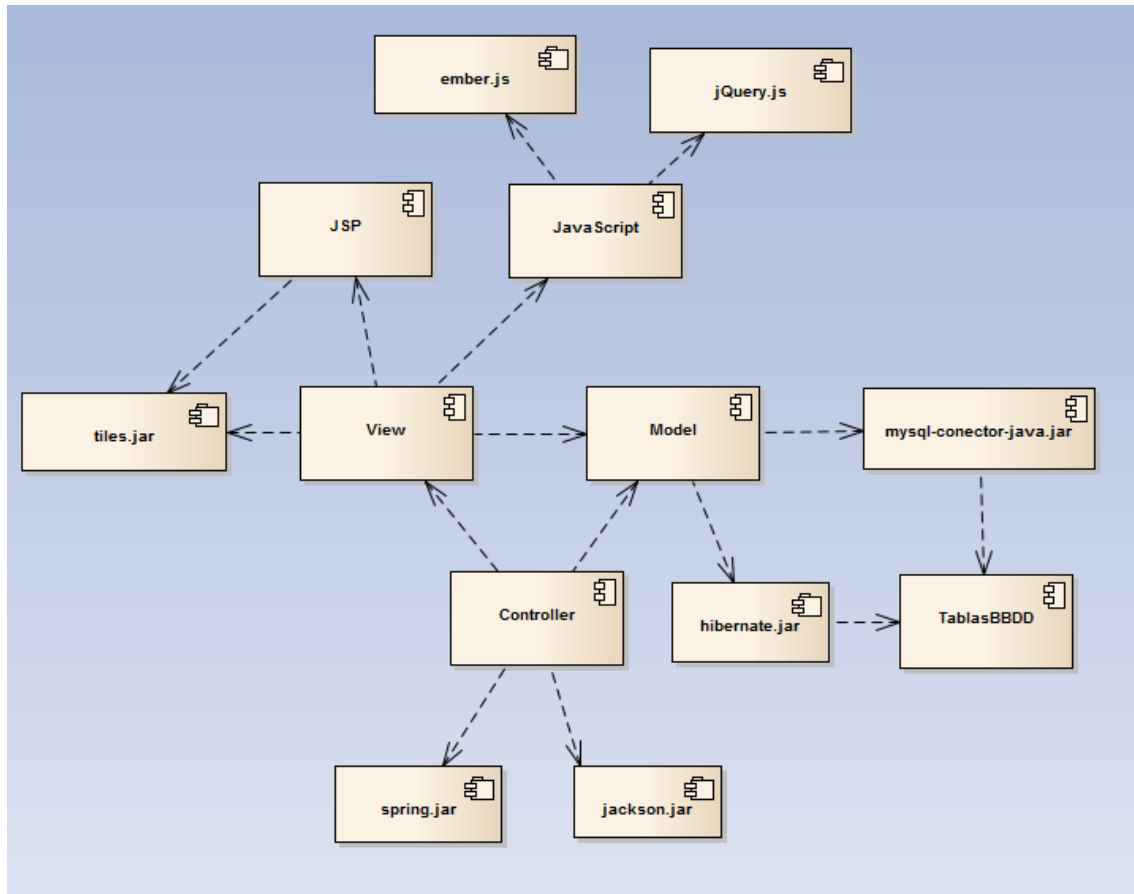 ember.js
jQuery.js
JSP
JavaScript
tiles.jar
View
Model
mysql-conector-java.jar
Controller
hibernate.jar
TablasBBDD
spring.jar
jackson.jar